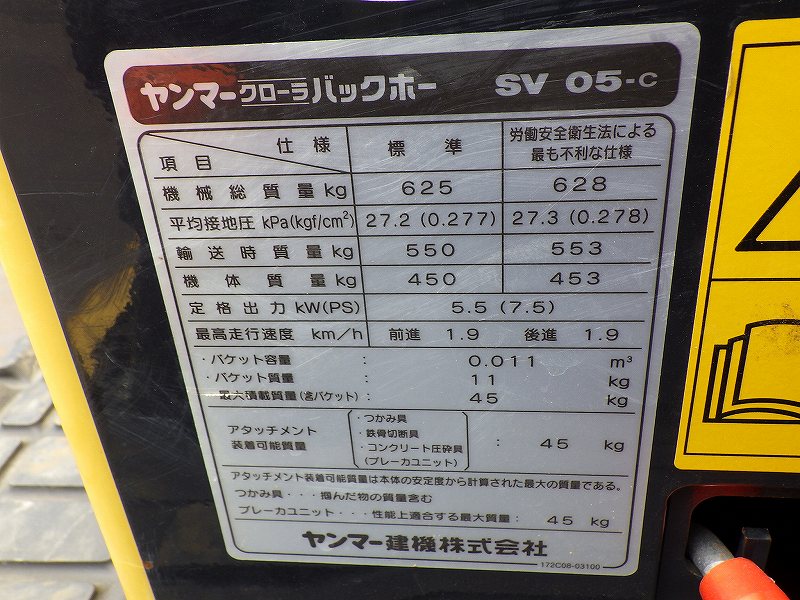 ヤンマークローラバックホー SV 05-C
項目 仕様 標準 労働安全衛生法による最も不利な仕様
機械総質量 kg 625 628
平均接地圧 kPa(kgf/cm²) 27.2 (0.277) 27.3 (0.278)
輸送時質量 kg 550 553
機体質量 kg 450 453
定格出力 kW(PS) 5.5 (7.5)
最高走行速度 km/h 前進 1.9 後進 1.9
・バケット容量 : 0.011 m³
・バケット質量 : 11 kg
最大積載質量(含バケット) : 45 kg
アタッチメント装着可能質量
・つかみ具
・鉄骨切断具
・コンクリート圧砕具
(ブレーカユニット)
: 45 kg
アタッチメント装着可能質量は本体の安定度から計算された最大の質量である。
つかみ具・・・掴んだ物の質量含む
ブレーカユニット・・・性能上適合する最大質量: 45 kg
ヤンマー建機株式会社
172C08-03100